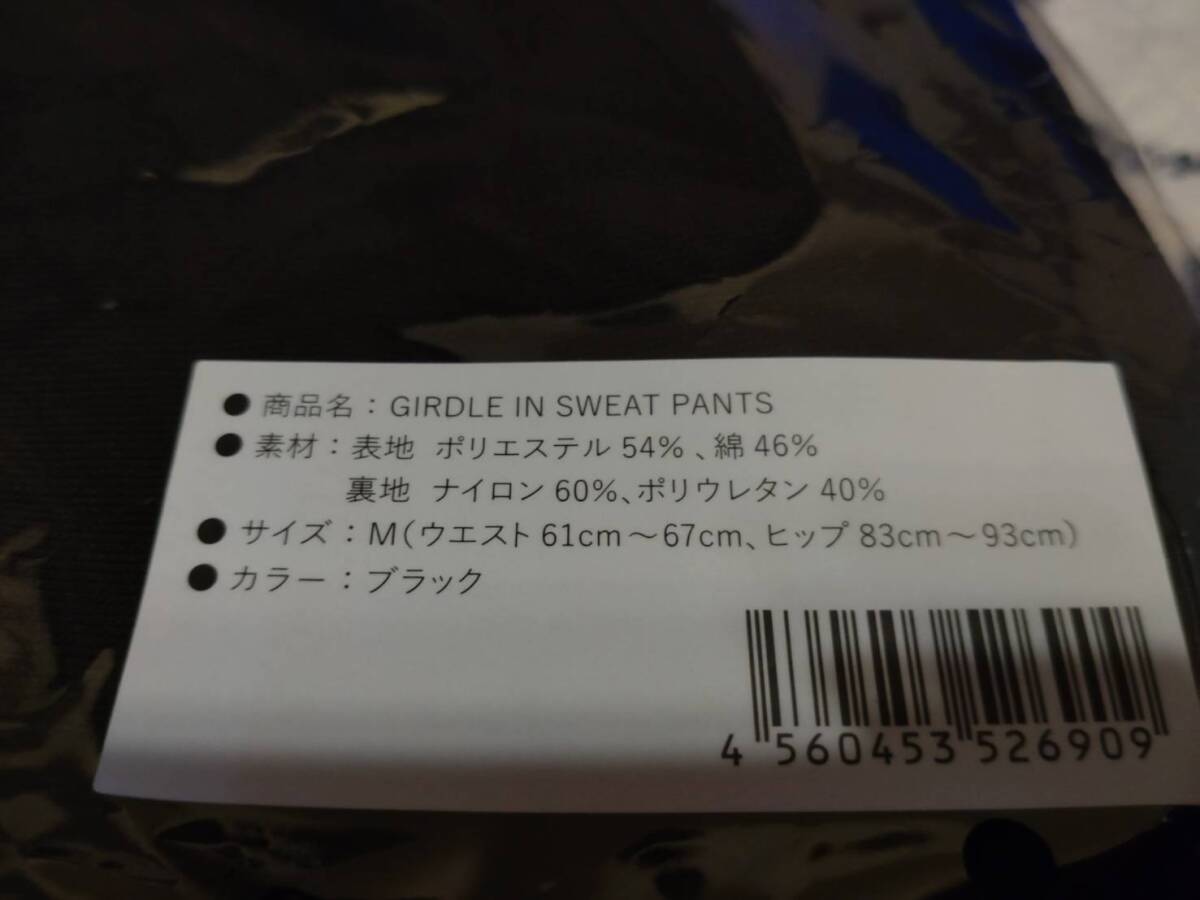 ● 商品名：GIRDLE IN SWEAT PANTS
● 素材：表地 ポリエステル 54%、綿 46%
裏地 ナイロン 60%、ポリウレタン 40%
● サイズ：M（ウエスト 61cm～67cm、ヒップ 83cm～93cm）
● カラー：ブラック
4 560453 526909